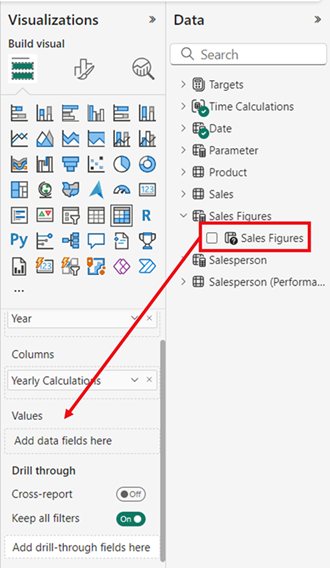 Visualizations »
Build visual
123
R
Py
...
Year
Columns
Yearly Calculations
Values
Add data fields here
Drill through
Cross-report
Off
Keep all filters
On
Add drill-through fields here
Data »
Search
Targets
Time Calculations
Date
Parameter
Product
Sales
Sales Figures
Sales Figures
Salesperson
Salesperson (Performa...